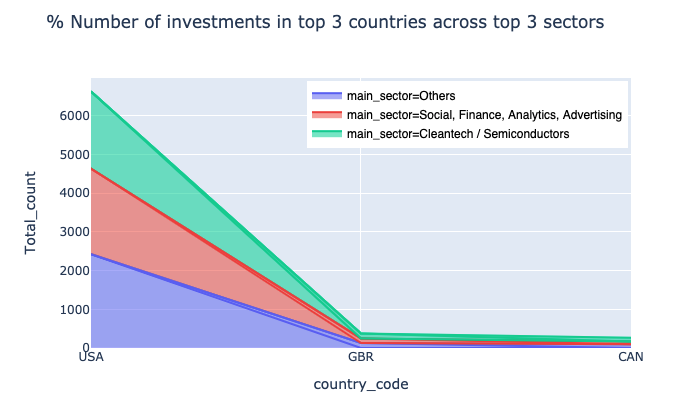 % Number of investments in top 3 countries across top 3 sectors
main_sector=Others
main_sector=Social, Finance, Analytics, Advertising
main_sector=Cleantech / Semiconductors
6000
5000
4000
3000
2000
1000
0
Total_count
USA
GBR
CAN
country_code